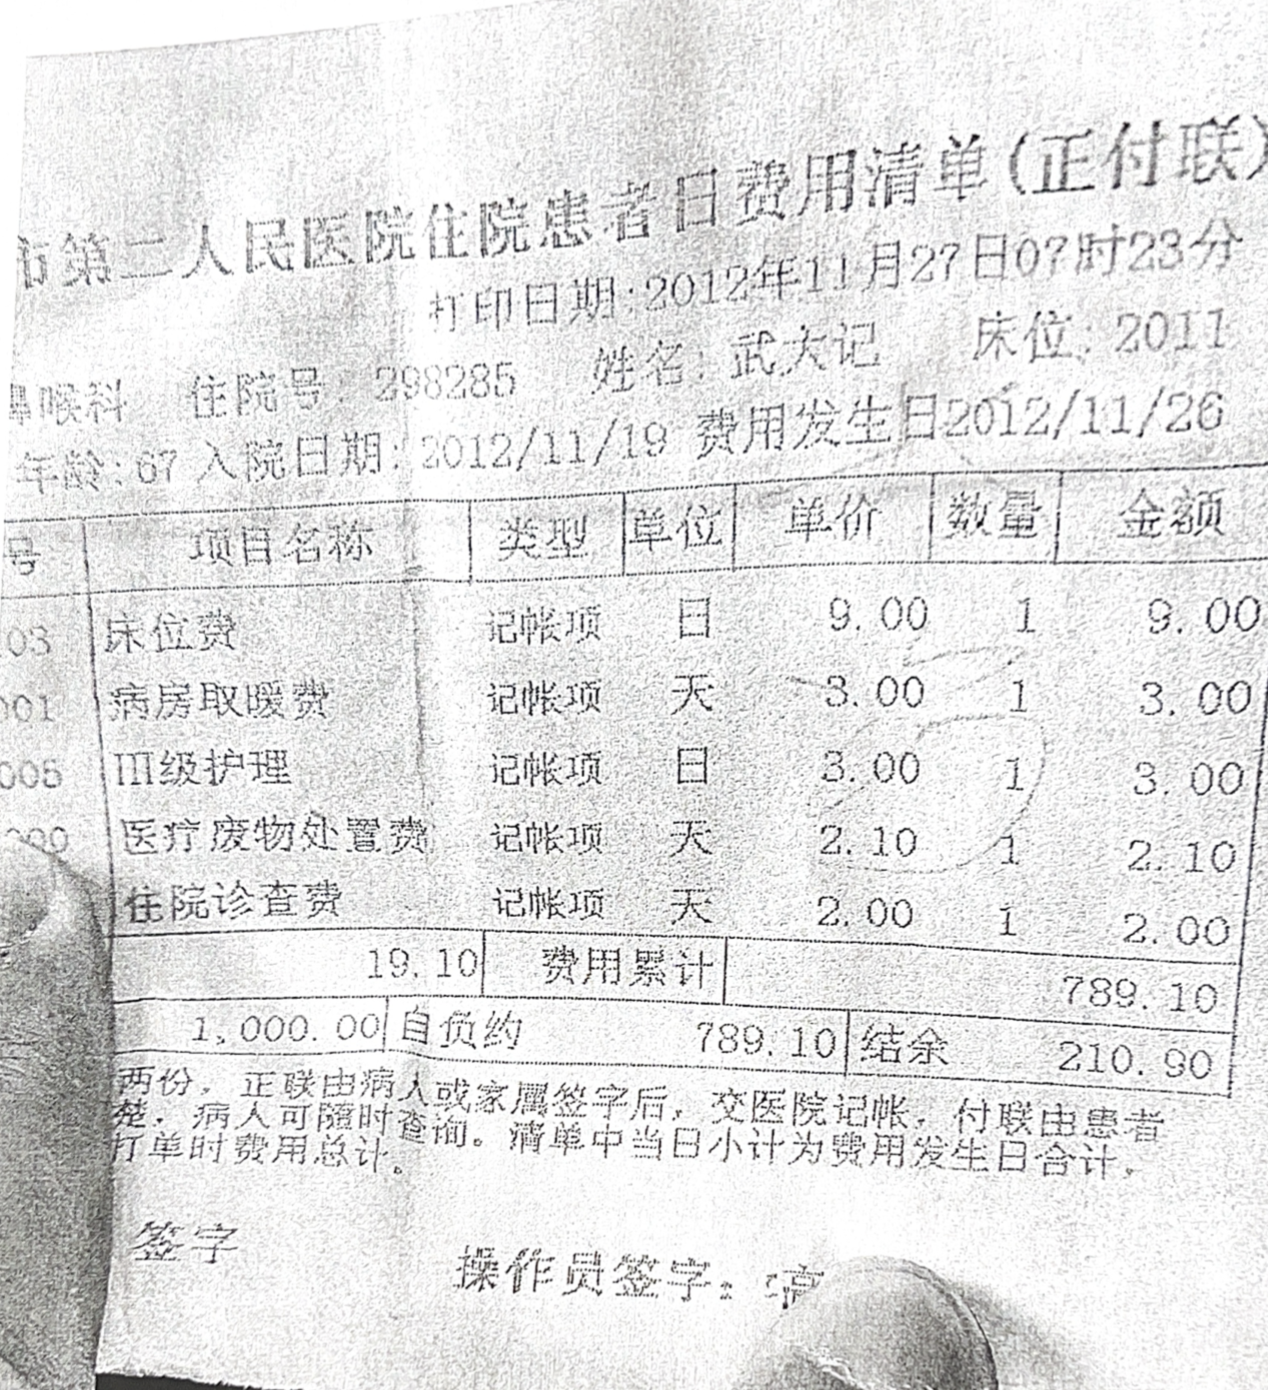 市第二人民医院住院患者日费用清单(正付联)
打印日期:2012年11月27日07时23分
鼻喉科 住院号: 298285 姓名: 武大记 床位: 2011
年龄:67 入院日期:2012/11/19 费用发生日2012/11/26
号 项目名称 类型 单位 单价 数量 金额
03 床位费 记帐项 日 9.00 1 9.00
001 病房取暖费 记帐项 天 3.00 1 3.00
005 III级护理 记帐项 日 3.00 1 3.00
000 医疗废物处置费 记帐项 天 2.10 1 2.10
住院诊查费 记帐项 天 2.00 1 2.00
19.10 费用累计 789.10
1,000.00 自负约 789.10 结余 210.90
两份，正联由病人或家属签字后，交医院记帐，付联由患者
楚，病人可随时查询。清单中当日小计为费用发生日合计，
打单时费用总计。
签字 操作员签字: